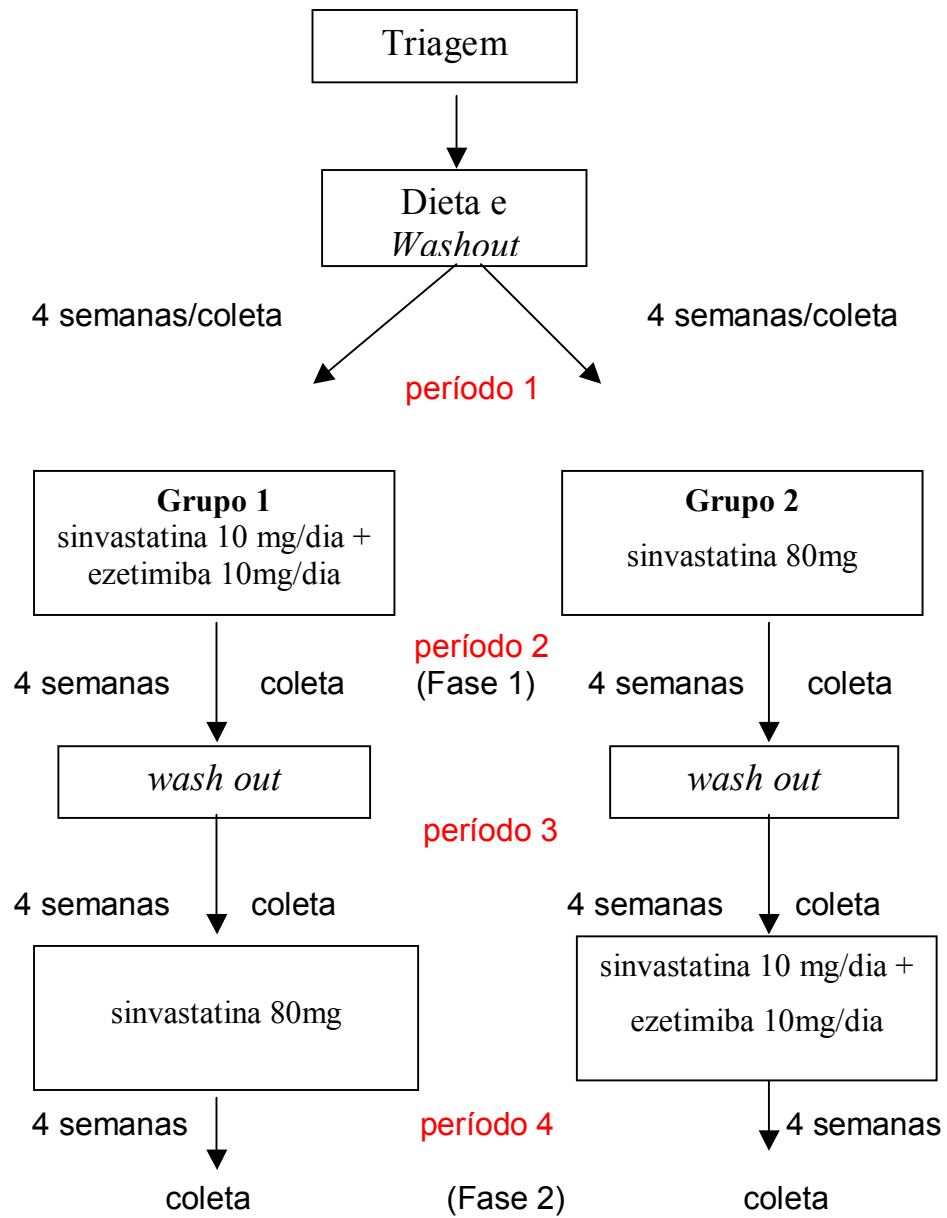 Triagem
Dieta e
Washout
4 semanas/coleta
4 semanas/coleta
período 1
Grupo 1
sinvastatina 10 mg/dia +
ezetimiba 10mg/dia
Grupo 2
sinvastatina 80mg
período 2
4 semanas
coleta
(Fase 1)
4 semanas
coleta
wash out
wash out
período 3
4 semanas
coleta
4 semanas
coleta
sinvastatina 80mg
sinvastatina 10 mg/dia +
ezetimiba 10mg/dia
4 semanas
período 4
4 semanas
coleta
(Fase 2)
coleta